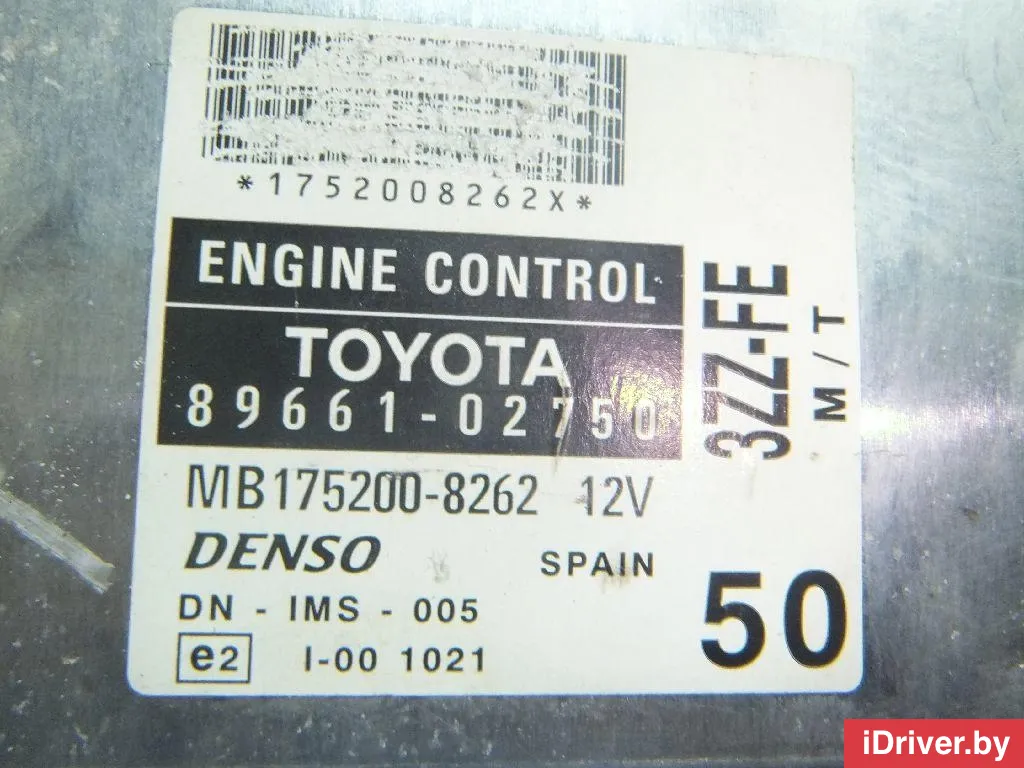 *1752008262X*
ENGINE CONTROL
TOYOTA
89661-02750
3ZZ-FE
M/T
MB175200-8262 12V
DENSO SPAIN
DN - IMS - 005
50
e2 I-00 1021
iDriver.by